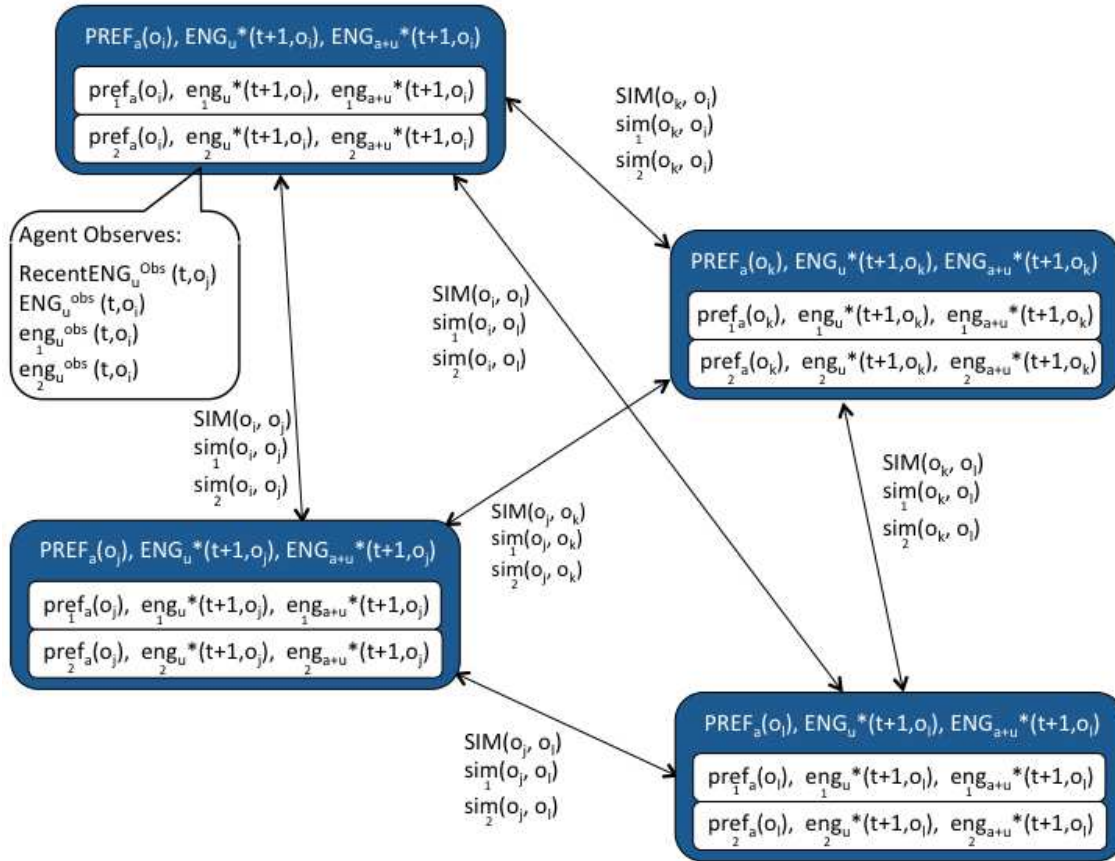 PREFₐ(oᵢ), ENGᵤ*(t+1,oᵢ), ENGₐ₊ᵤ*(t+1,oᵢ)
pref₁ₐ(oᵢ), eng₁ᵤ*(t+1,oᵢ), eng₁ₐ₊ᵤ*(t+1,oᵢ)
pref₂ₐ(oᵢ), eng₂ᵤ*(t+1,oᵢ), eng₂ₐ₊ᵤ*(t+1,oᵢ)
Agent Observes:
RecentENGᵤᴼᵇˢ (t,oⱼ)
ENGᵤᵒᵇˢ (t,oᵢ)
eng₁ᵤᵒᵇˢ (t,oᵢ)
eng₂ᵤᵒᵇˢ (t,oᵢ)
SIM(oₖ, oᵢ)
sim₁(oₖ, oᵢ)
sim₂(oₖ, oᵢ)
PREFₐ(oₖ), ENGᵤ*(t+1,oₖ), ENGₐ₊ᵤ*(t+1,oₖ)
pref₁ₐ(oₖ), eng₁ᵤ*(t+1,oₖ), eng₁ₐ₊ᵤ*(t+1,oₖ)
pref₂ₐ(oₖ), eng₂ᵤ*(t+1,oₖ), eng₂ₐ₊ᵤ*(t+1,oₖ)
SIM(oᵢ, oₗ)
sim₁(oᵢ, oₗ)
sim₂(oᵢ, oₗ)
SIM(oᵢ, oⱼ)
sim₁(oᵢ, oⱼ)
sim₂(oᵢ, oⱼ)
SIM(oₖ, oₗ)
sim₁(oₖ, oₗ)
sim₂(oₖ, oₗ)
SIM(oⱼ, oₖ)
sim₁(oⱼ, oₖ)
sim₂(oⱼ, oₖ)
PREFₐ(oⱼ), ENGᵤ*(t+1,oⱼ), ENGₐ₊ᵤ*(t+1,oⱼ)
pref₁ₐ(oⱼ), eng₁ᵤ*(t+1,oⱼ), eng₁ₐ₊ᵤ*(t+1,oⱼ)
pref₂ₐ(oⱼ), eng₂ᵤ*(t+1,oⱼ), eng₂ₐ₊ᵤ*(t+1,oⱼ)
SIM(oⱼ, oₗ)
sim₁(oⱼ, oₗ)
sim₂(oⱼ, oₗ)
PREFₐ(oₗ), ENGᵤ*(t+1,oₗ), ENGₐ₊ᵤ*(t+1,oₗ)
pref₁ₐ(oₗ), eng₁ᵤ*(t+1,oₗ), eng₁ₐ₊ᵤ*(t+1,oₗ)
pref₂ₐ(oₗ), eng₂ᵤ*(t+1,oₗ), eng₂ₐ₊ᵤ*(t+1,oₗ)